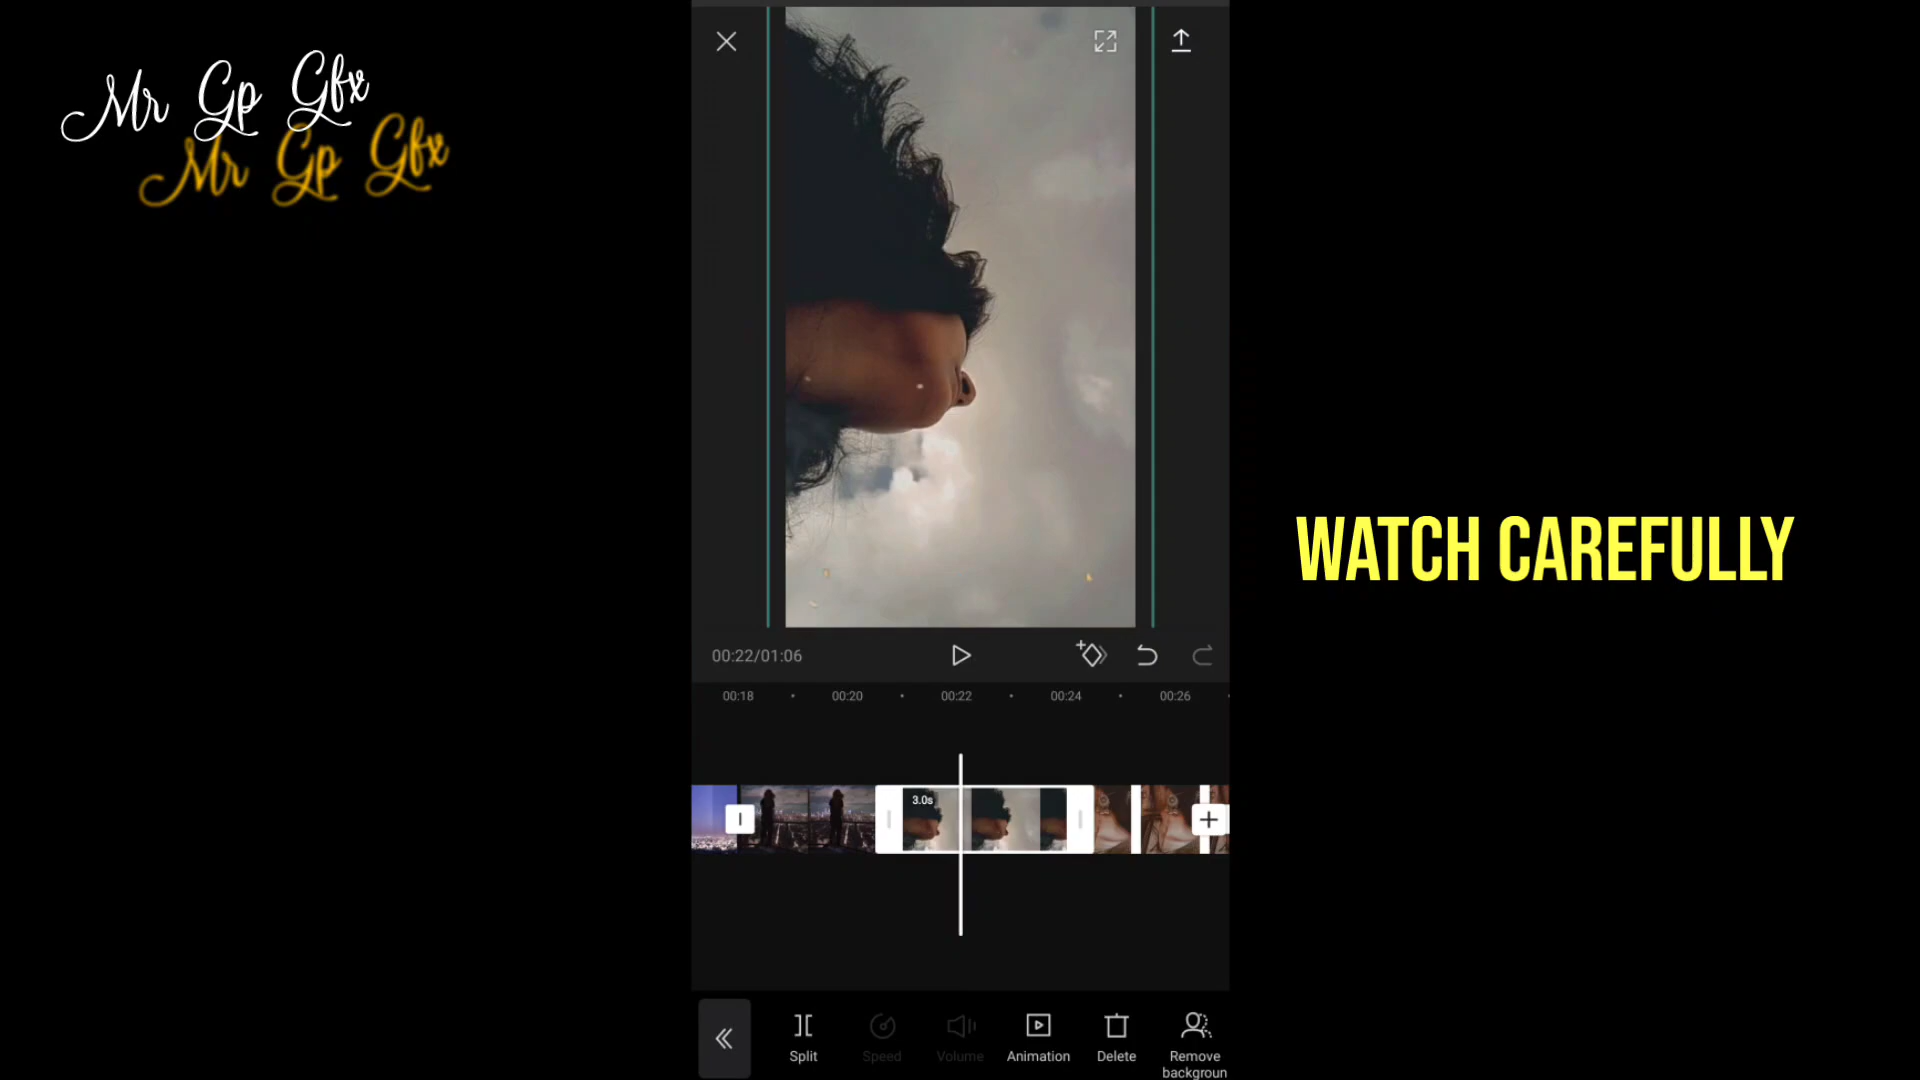 Mr Gp Gfx
Mr Gp Gfx
WATCH CAREFULLY
00:22/01:06
00:18
00:20
00:22
00:24
00:26
3.0s
Split
Speed
Volume
Animation
Delete
Remove
backgroun